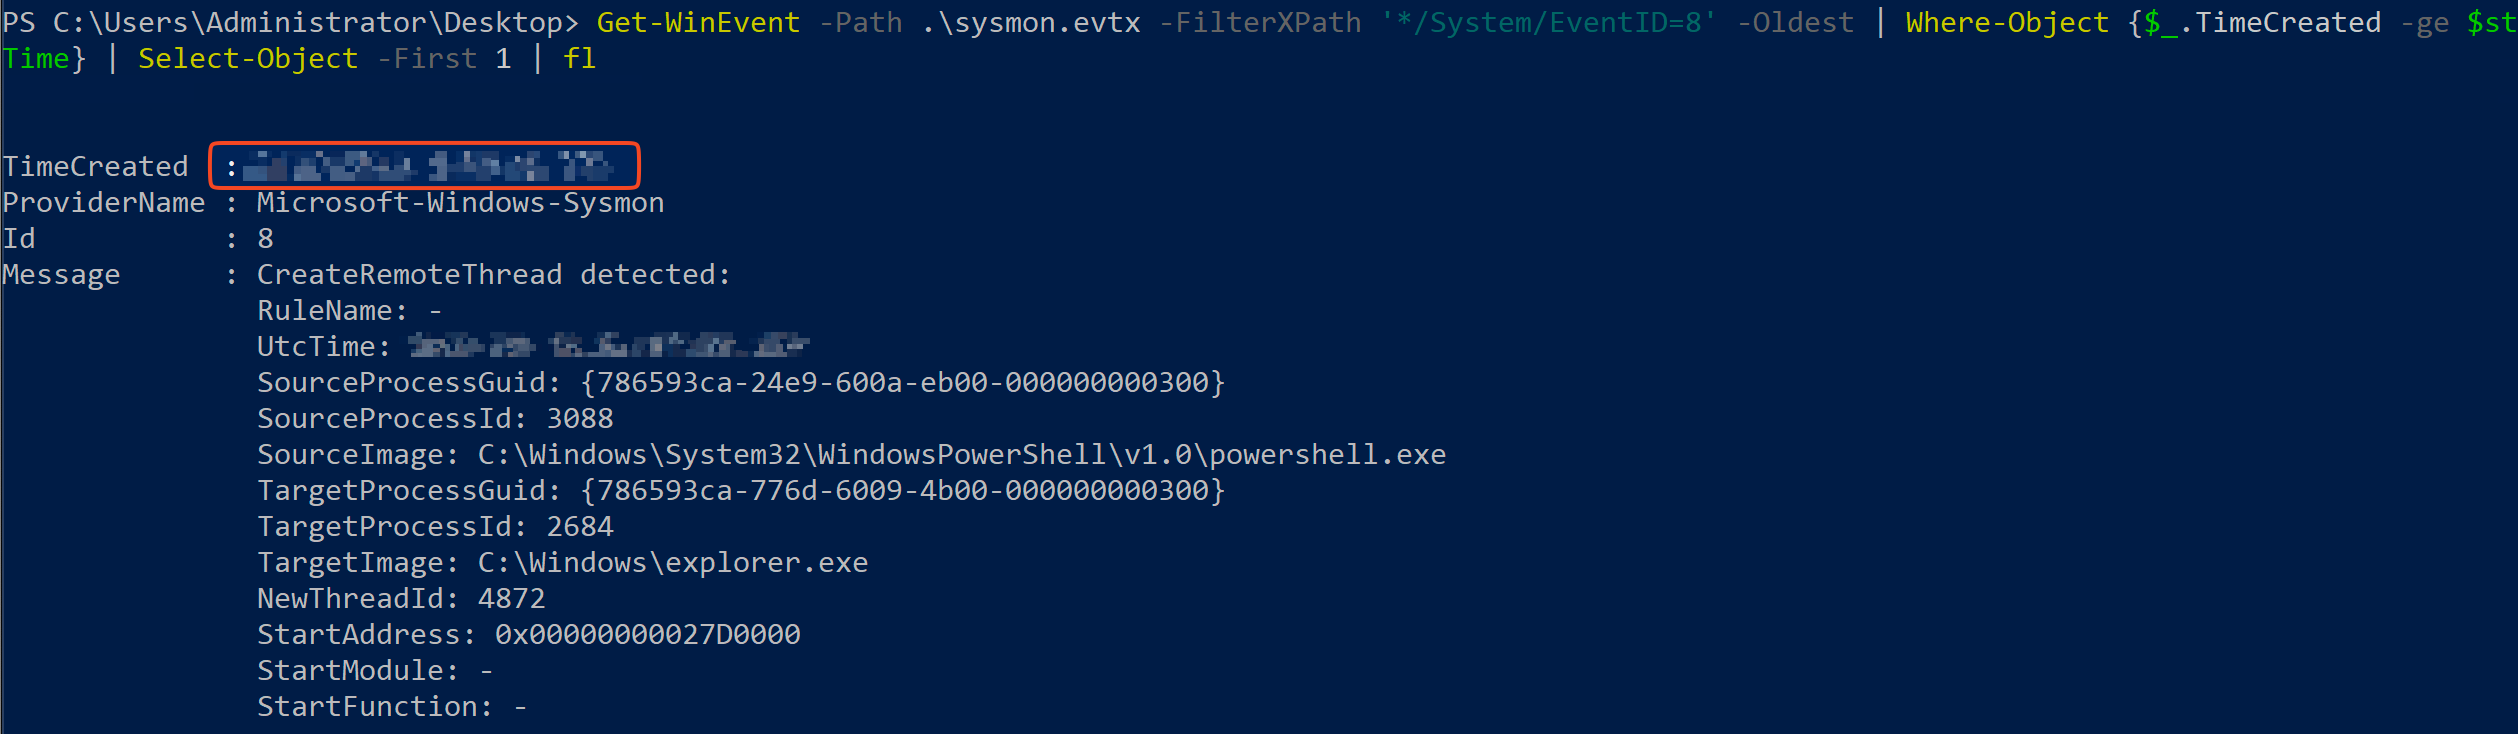 PS C:\Users\Administrator\Desktop> Get-WinEvent -Path .\sysmon.evtx -FilterXPath '*/System/EventID=8' -Oldest | Where-Object {$_.TimeCreated -ge $st
Time} | Select-Object -First 1 | fl
TimeCreated :
ProviderName : Microsoft-Windows-Sysmon
Id : 8
Message : CreateRemoteThread detected:
RuleName: -
UtcTime:
SourceProcessGuid: {786593ca-24e9-600a-eb00-000000000300}
SourceProcessId: 3088
SourceImage: C:\Windows\System32\WindowsPowerShell\v1.0\powershell.exe
TargetProcessGuid: {786593ca-776d-6009-4b00-000000000300}
TargetProcessId: 2684
TargetImage: C:\Windows\explorer.exe
NewThreadId: 4872
StartAddress: 0x00000000027D0000
StartModule: -
StartFunction: -